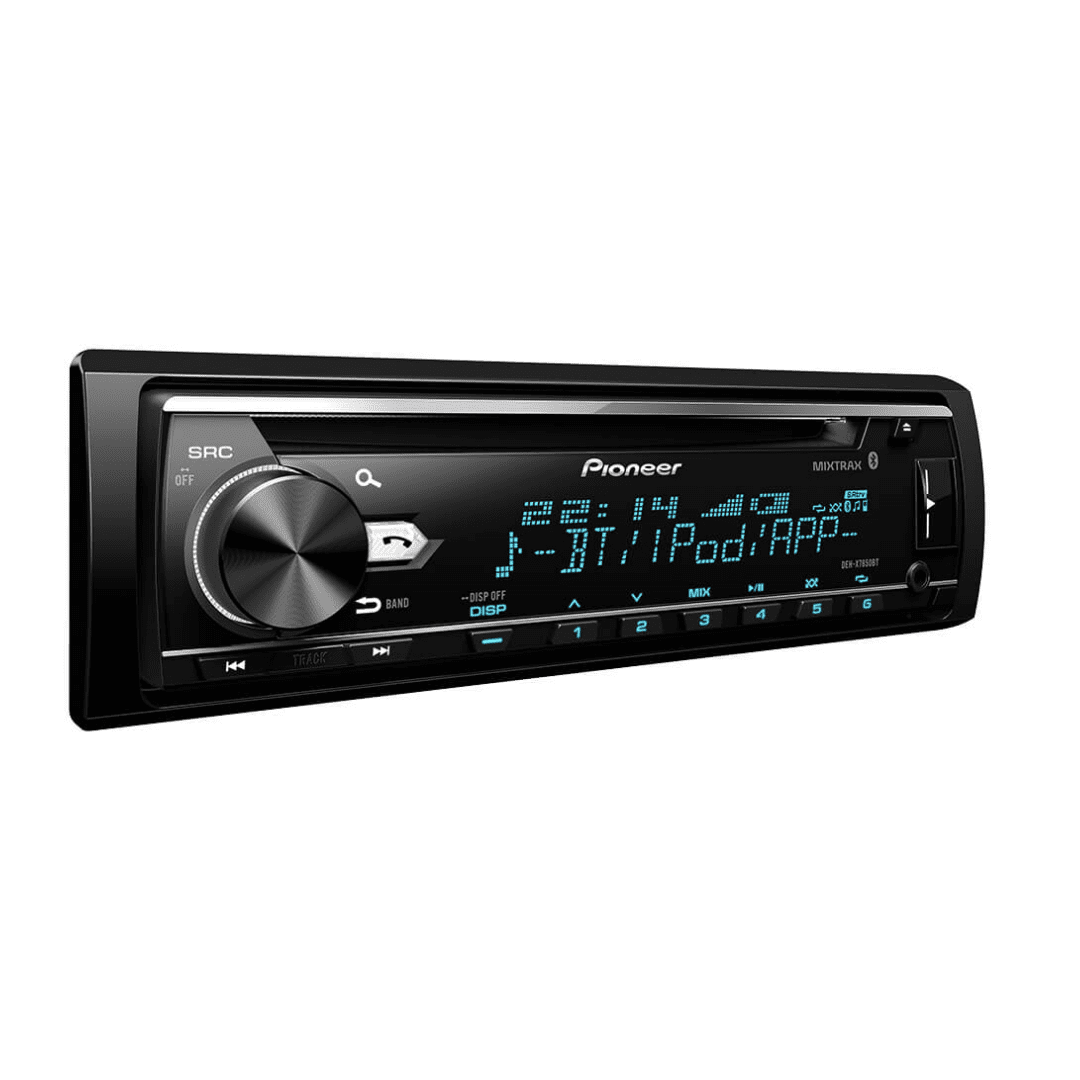 SRC
OFF
Pioneer
MIXTRAX
22:14
BT/iPod/APP
DEH-X7850BT
BAND
DISP OFF
DISP
MIX
1 2 3 4 5 6
TRACK